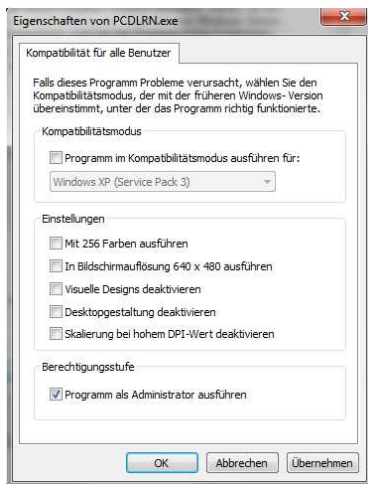 Eigenschaften von PCDLRN.exe
Kompatibilität für alle Benutzer
Falls dieses Programm Probleme verursacht, wählen Sie den
Kompatibilitätsmodus, der mit der früheren Windows- Version
übereinstimmt, unter der das Programm richtig funktionierte.
Kompatibilitätsmodus
Programm im Kompatibilitätsmodus ausführen für:
Windows XP (Service Pack 3)
Einstellungen
Mit 256 Farben ausführen
In Bildschirmauflösung 640 x 480 ausführen
Visuelle Designs deaktivieren
Desktopgestaltung deaktivieren
Skalierung bei hohem DPI-Wert deaktivieren
Berechtigungsstufe
Programm als Administrator ausführen
OK Abbrechen Übernehmen